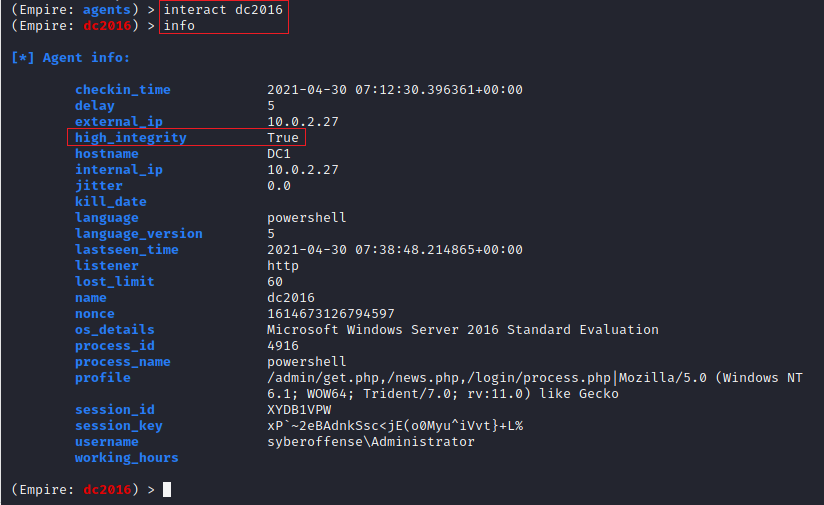 (Empire: agents) > interact dc2016
(Empire: dc2016) > info
[*] Agent info:
checkin_time 2021-04-30 07:12:30.396361+00:00
delay 5
external_ip 10.0.2.27
high_integrity True
hostname DC1
internal_ip 10.0.2.27
jitter 0.0
kill_date
language powershell
language_version 5
lastseen_time 2021-04-30 07:38:48.214865+00:00
listener http
lost_limit 60
name dc2016
nonce 1614673126794597
os_details Microsoft Windows Server 2016 Standard Evaluation
process_id 4916
process_name powershell
profile /admin/get.php,/news.php,/login/process.php|Mozilla/5.0 (Windows NT
6.1; WOW64; Trident/7.0; rv:11.0) like Gecko
session_id XYDB1VPW
session_key xP`~2eBAdnkSsc<jE(o0Myu^iVvt}+L%
username syberoffense\Administrator
working_hours
(Empire: dc2016) >